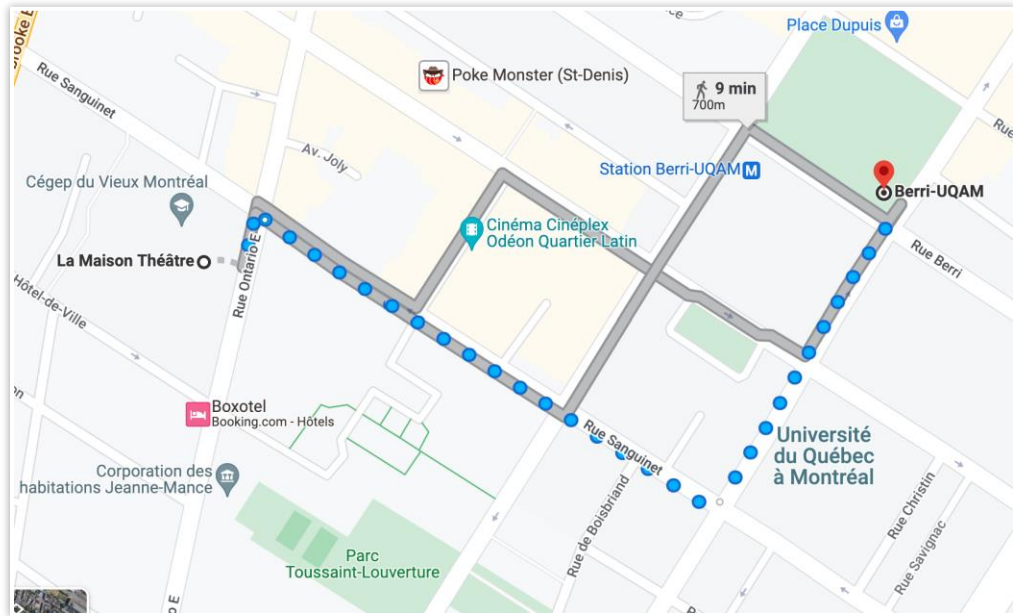 Place Dupuis
Rue Sanguinet
Poke Monster (St-Denis)
9 min
700m
Av. Joly
Station Berri-UQAM
M
Cégep du Vieux Montréal
Berri-UQAM
Cinéma Cinéplex
Odéon Quartier Latin
La Maison Théâtre
Rue Ontario E
Rue Berri
Hôtel-de-Ville
Boxotel
Booking.com - Hôtels
Rue Sanguinet
Université
du Québec
à Montréal
Corporation des
habitations Jeanne-Mance
Rue de Boisbriand
Rue Christin
Rue Savignac
Parc
Toussaint-Louverture